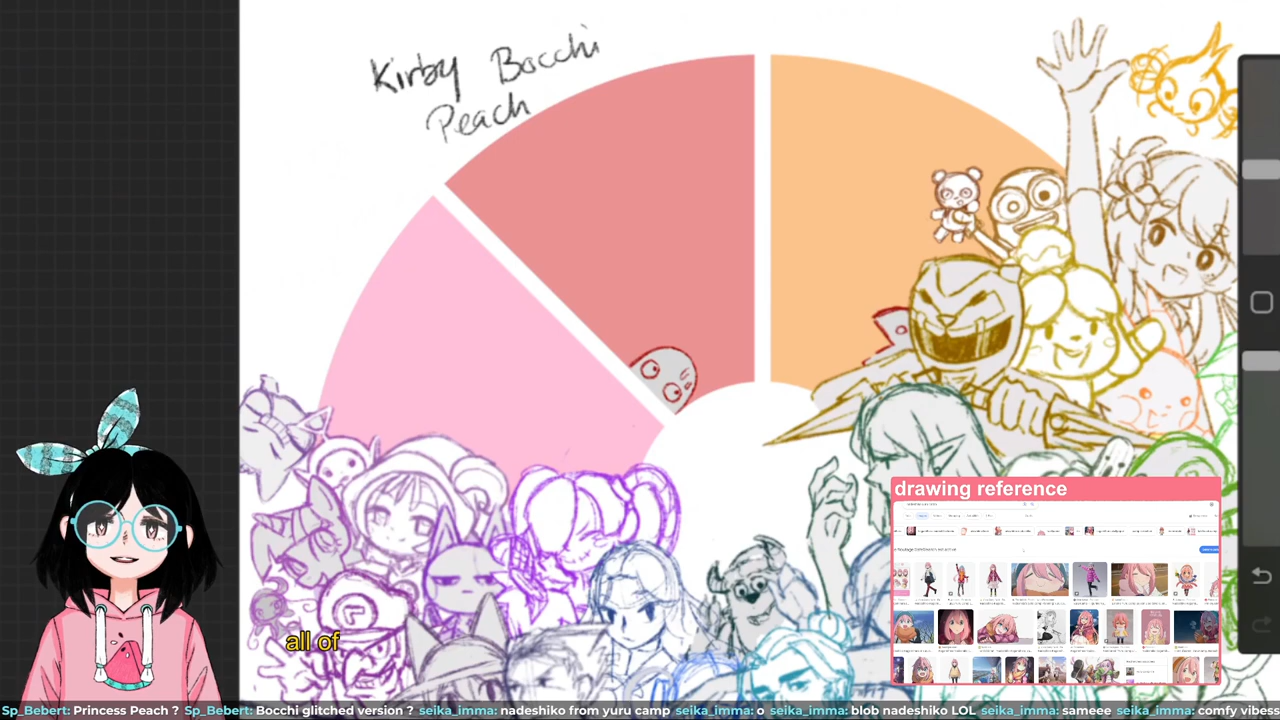 Kirby Bocchi
Peach
drawing reference
all of
Sp_Bebert: Princess Peach ? Sp_Bebert: Bocchi glitched version ? seika_imma: nadeshiko from yuru camp seika_imma: o seika_imma: blob nadeshiko LOL seika_imma: sameee seika_imma: comfy vibess